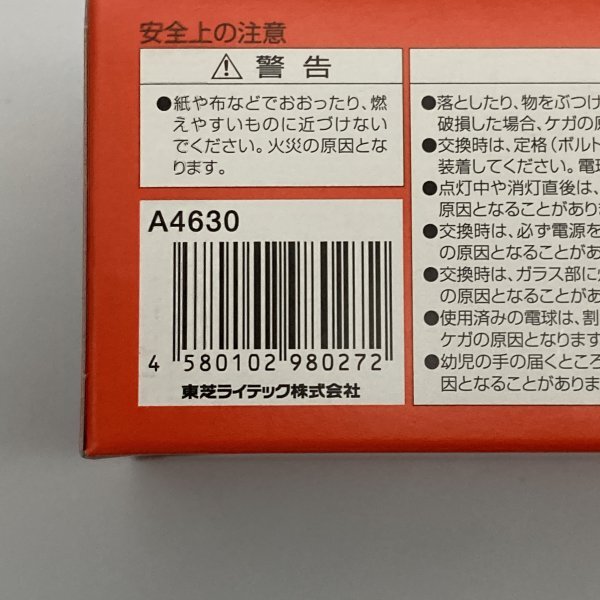 安全上の注意
⚠警告
●紙や布などでおおったり、燃
えやすいものに近づけない
でください。火災の原因とな
ります。
A4630
4 580102 980272
東芝ライテック株式会社
●落としたり、物をぶつけ
破損した場合、ケガの原
●交換時は、定格(ボルト
装着してください。電球
●点灯中や消灯直後は、
原因となることがあり
●交換時は、必ず電源を
の原因となることがあ
●交換時は、ガラス部に
の原因となることがあ
●使用済みの電球は、割
ケガの原因となります
●幼児の手の届くところ
因となることがありま